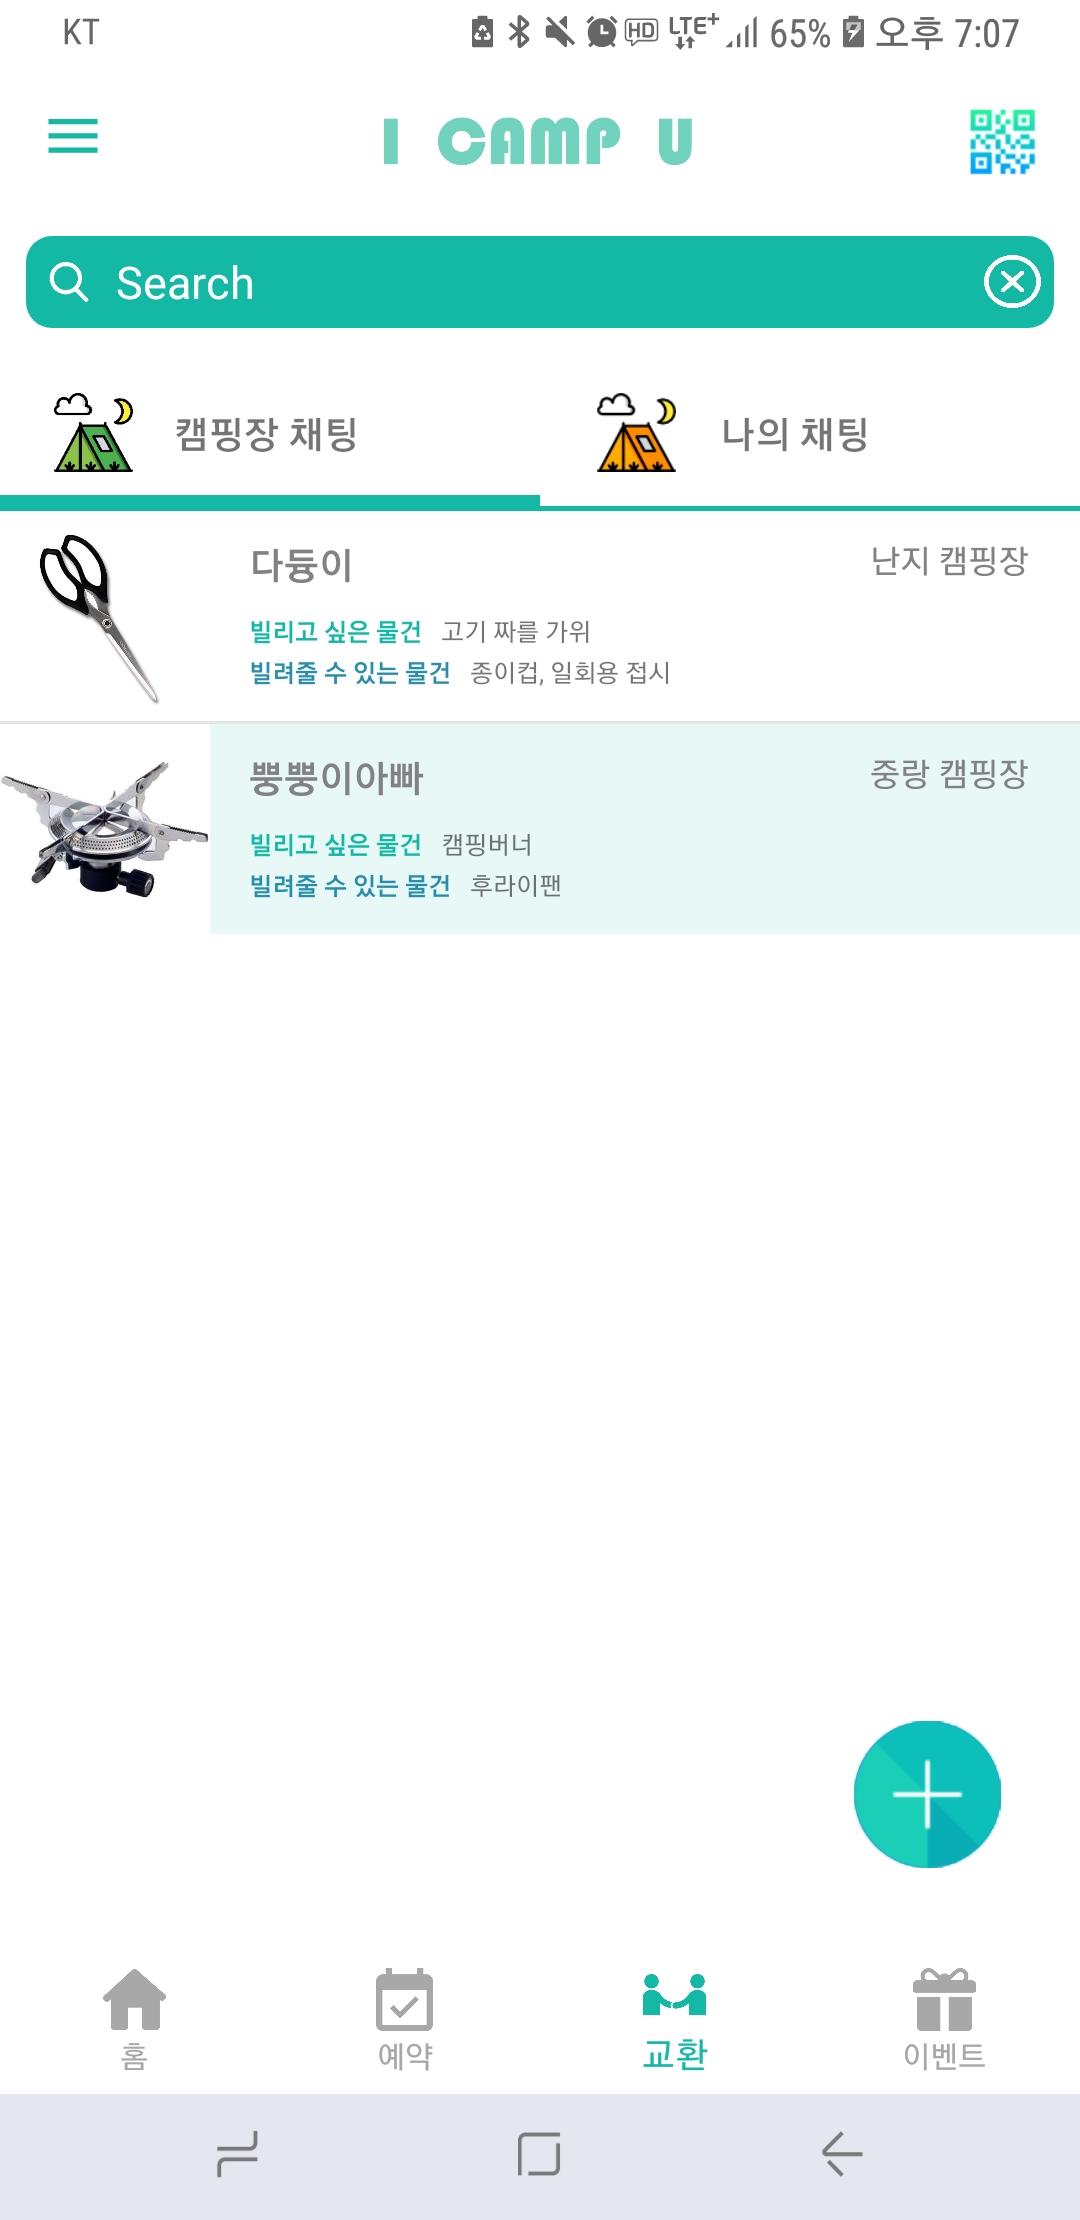 KT
HD LTE+ 65% 오후 7:07
I CAMP U
Search
캠핑장 채팅
나의 채팅
다듕이
난지 캠핑장
빌리고 싶은 물건 고기 짜를 가위
빌려줄 수 있는 물건 종이컵, 일회용 접시
뿡뿡이아빠
중랑 캠핑장
빌리고 싶은 물건 캠핑버너
빌려줄 수 있는 물건 후라이팬
홈
예약
교환
이벤트